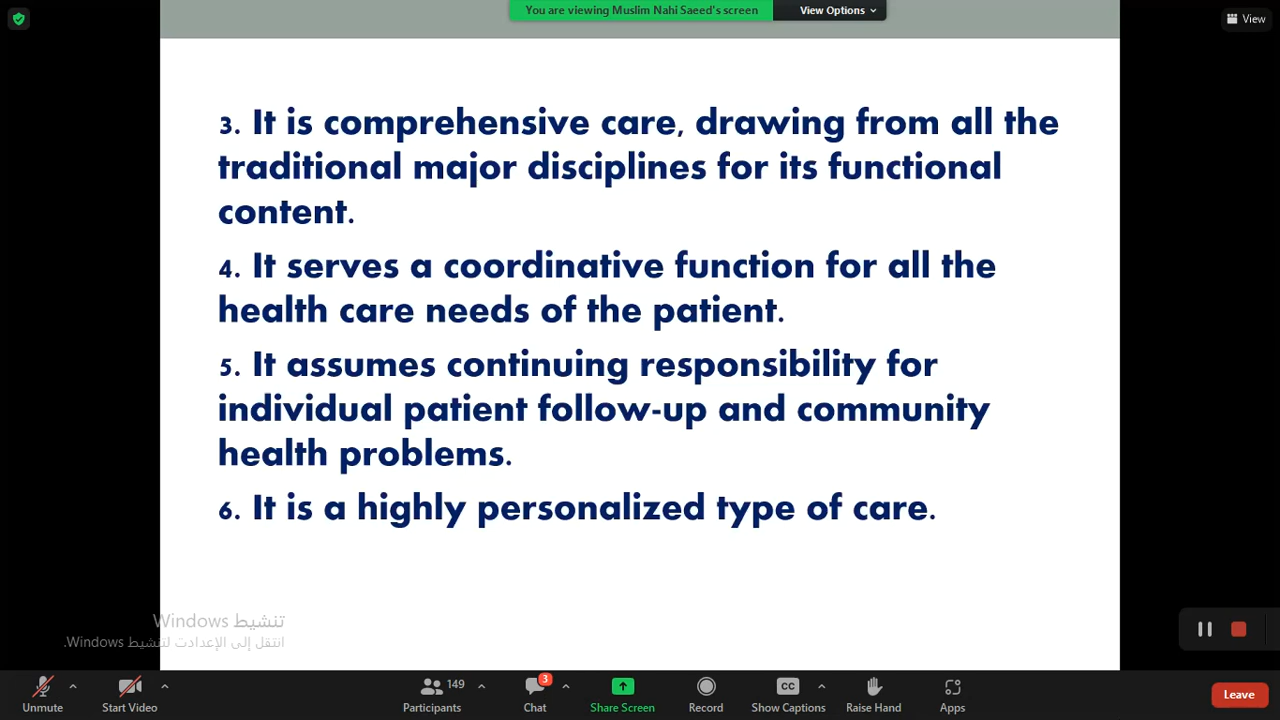 You are viewing Muslim Nahi Saeed's screen
View Options
View
3. It is comprehensive care, drawing from all the
traditional major disciplines for its functional
content.
4. It serves a coordinative function for all the
health care needs of the patient.
5. It assumes continuing responsibility for
individual patient follow-up and community
health problems.
6. It is a highly personalized type of care.
تنشيط Windows
انتقل إلى الإعدادت لتنشيط Windows.
149
3
CC
Unmute
Start Video
Participants
Chat
Share Screen
Record
Show Captions
Raise Hand
Apps
Leave